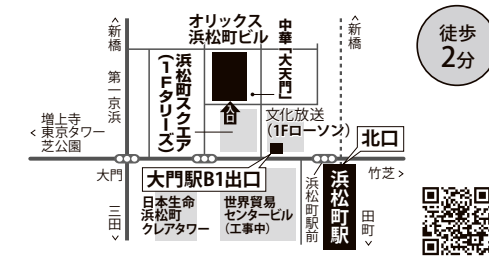 <新橋
オリックス
浜松町ビル
中華「大天門」
<新橋
徒歩
2分
第一京浜
浜松町スクエア
(1Fタリーズ)
文化放送
(1Fローソン)
北口
増上寺
<東京タワー
芝公園
大門
大門駅B1出口
浜松町駅前
浜松町駅
竹芝>
三田>
日本生命
浜松町
クレアタワー
世界貿易
センタービル
(工事中)
田町>